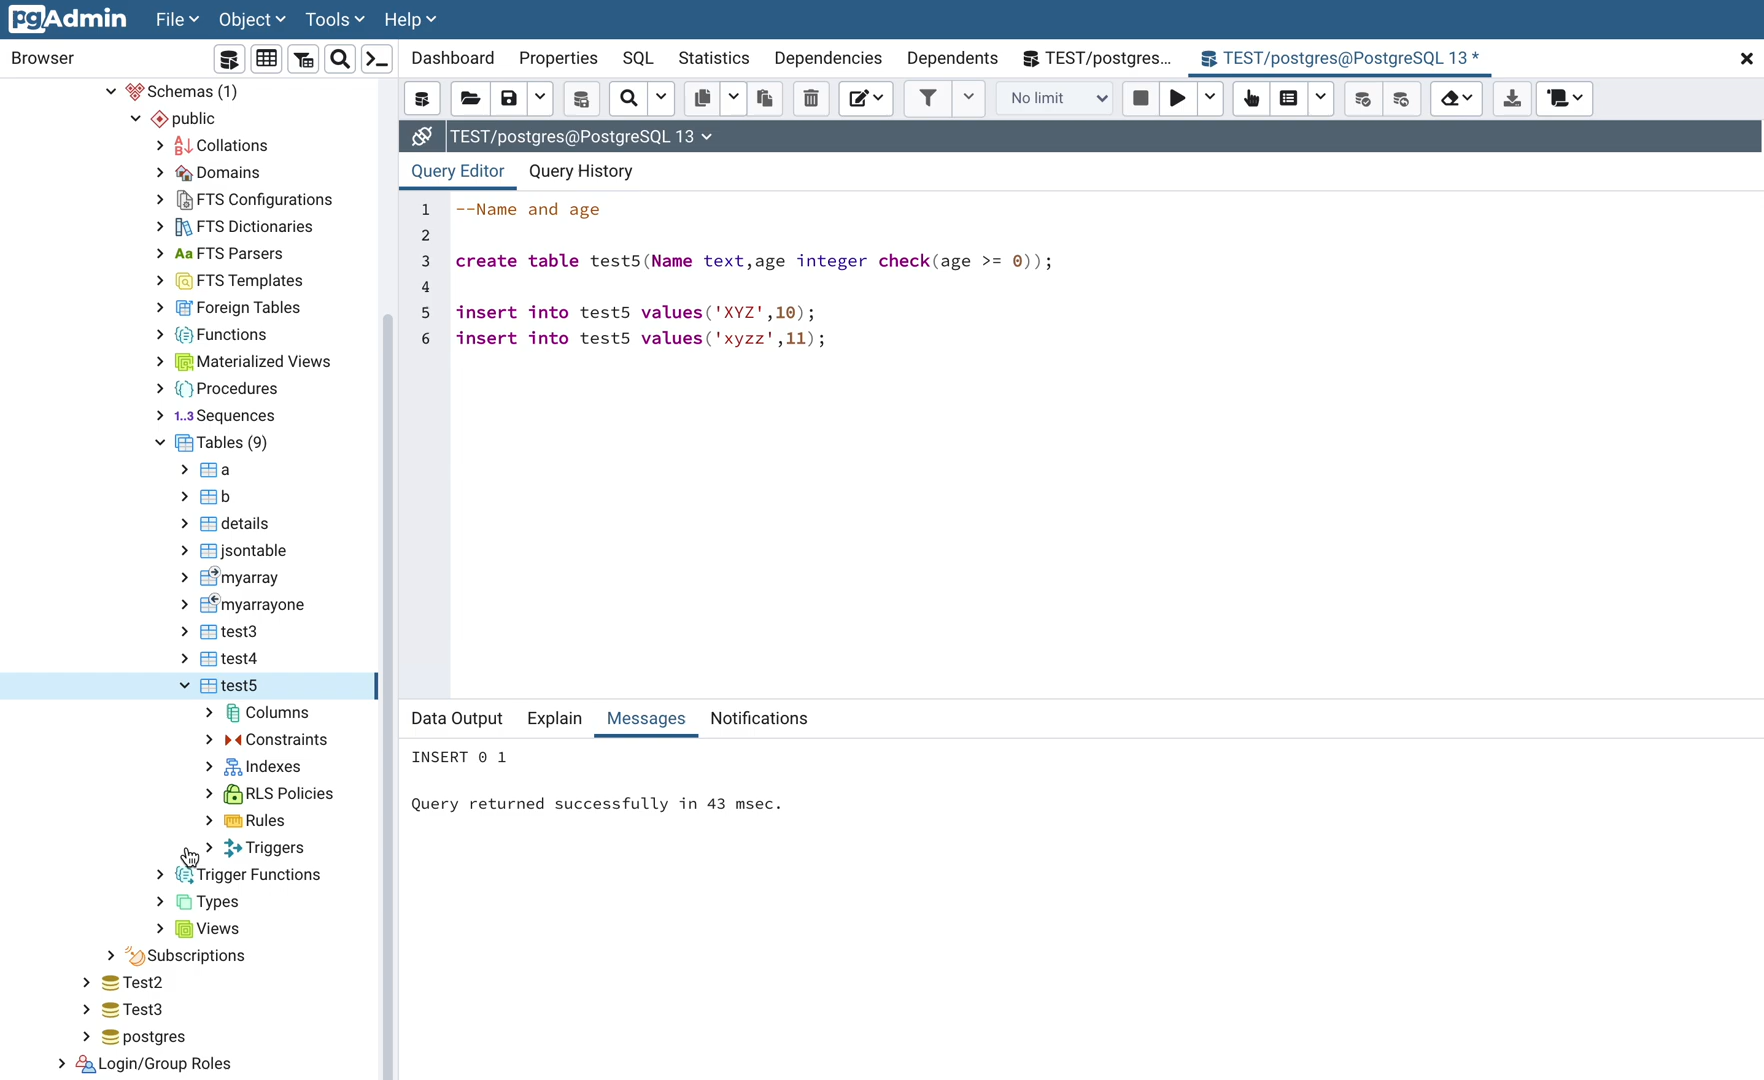 pgAdmin File Object Tools Help
Browser
Dashboard Properties SQL Statistics Dependencies Dependents TEST/postgres... TEST/postgres@PostgreSQL 13 *
No limit
TEST/postgres@PostgreSQL 13
Query Editor Query History
1 --Name and age
2
3 create table test5(Name text,age integer check(age >= 0));
4
5 insert into test5 values('XYZ',10);
6 insert into test5 values('xyzz',11);
Data Output Explain Messages Notifications
INSERT 0 1
Query returned successfully in 43 msec.
Schemas (1)
public
Collations
Domains
FTS Configurations
FTS Dictionaries
Aa FTS Parsers
FTS Templates
Foreign Tables
Functions
Materialized Views
Procedures
1..3 Sequences
Tables (9)
a
b
details
jsontable
myarray
myarrayone
test3
test4
test5
Columns
Constraints
Indexes
RLS Policies
Rules
Triggers
Trigger Functions
Types
Views
Subscriptions
Test2
Test3
postgres
Login/Group Roles